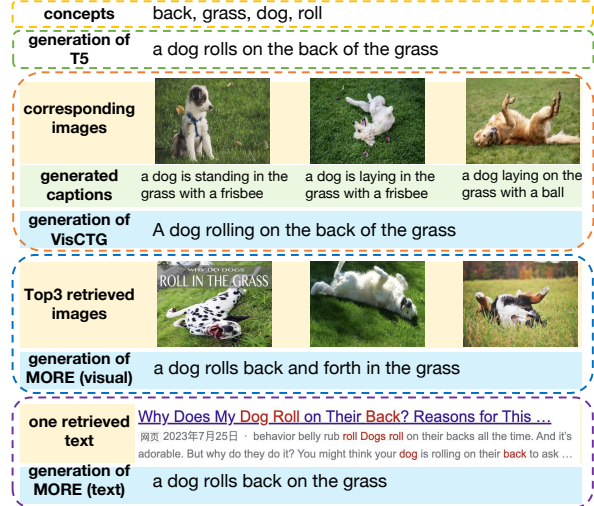 concepts back, grass, dog, roll
generation of T5 a dog rolls on the back of the grass
corresponding images
generated captions
a dog is standing in the grass with a frisbee
a dog is laying in the grass with a frisbee
a dog laying on the grass with a ball
generation of VisCTG A dog rolling on the back of the grass
Top3 retrieved images
WHY DO DOGS
ROLL IN THE GRASS
generation of MORE (visual) a dog rolls back and forth in the grass
one retrieved text
Why Does My Dog Roll on Their Back? Reasons for This ...
网页 2023年7月25日 · behavior belly rub roll Dogs roll on their backs all the time. And it's
adorable. But why do they do it? You might think your dog is rolling on their back to ask ...
generation of MORE (text) a dog rolls back on the grass